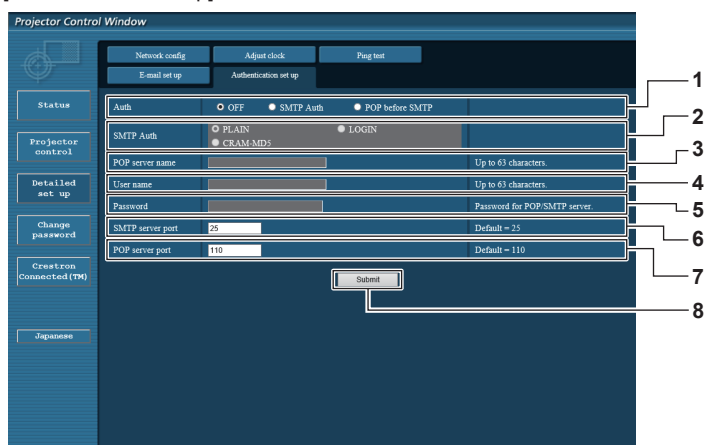 Projector Control Window
Network config Adjust clock Ping test
E-mail set up Authentication set up
Status
Projector
control
Detailed
set up
Change
password
Crestron
Connected(TM)
Japanese
Auth OFF SMTP Auth POP before SMTP
SMTP Auth PLAIN LOGIN
CRAM-MD5
POP server name Up to 63 characters.
User name Up to 63 characters.
Password Password for POP/SMTP server.
SMTP server port 25 Default = 25
POP server port 110 Default = 110
Submit
1
2
3
4
5
6
7
8